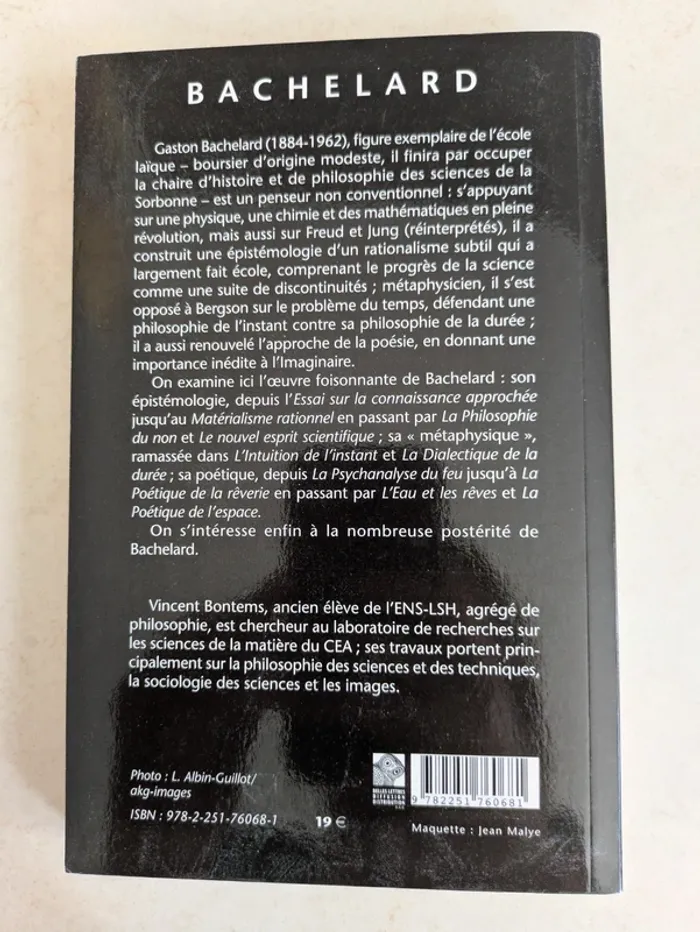 BACHELARD
Gaston Bachelard (1884-1962), figure exemplaire de l'école
laïque – boursier d'origine modeste, il finira par occuper
la chaire d'histoire et de philosophie des sciences de la
Sorbonne – est un penseur non conventionnel : s'appuyant
sur une physique, une chimie et des mathématiques en pleine
révolution, mais aussi sur Freud et Jung (réinterprétés), il a
construit une épistémologie d'un rationalisme subtil qui a
largement fait école, comprenant le progrès de la science
comme une suite de discontinuités ; métaphysicien, il s'est
opposé à Bergson sur le problème du temps, défendant une
philosophie de l'instant contre sa philosophie de la durée ;
il a aussi renouvelé l'approche de la poésie, en donnant une
importance inédite à l'Imaginaire.
On examine ici l'œuvre foisonnante de Bachelard : son
épistémologie, depuis l'Essai sur la connaissance approchée
jusqu'au Matérialisme rationnel en passant par La Philosophie
du non et Le nouvel esprit scientifique ; sa « métaphysique »,
ramassée dans L'Intuition de l'instant et La Dialectique de la
durée ; sa poétique, depuis La Psychanalyse du feu jusqu'à La
Poétique de la rêverie en passant par L'Eau et les rêves et La
Poétique de l'espace.
On s'intéresse enfin à la nombreuse postérité de
Bachelard.
Vincent Bontems, ancien élève de l'ENS-LSH, agrégé de
philosophie, est chercheur au laboratoire de recherches sur
les sciences de la matière du CEA ; ses travaux portent prin-
cipalement sur la philosophie des sciences et des techniques,
la sociologie des sciences et les images.
Photo : L. Albin-Guillot/
akg-images
ISBN : 978-2-251-76068-1
19 €
BELLES LETTRES
DIFFUSION
DISTRIBUTION
9 782251 760681
Maquette : Jean Malye